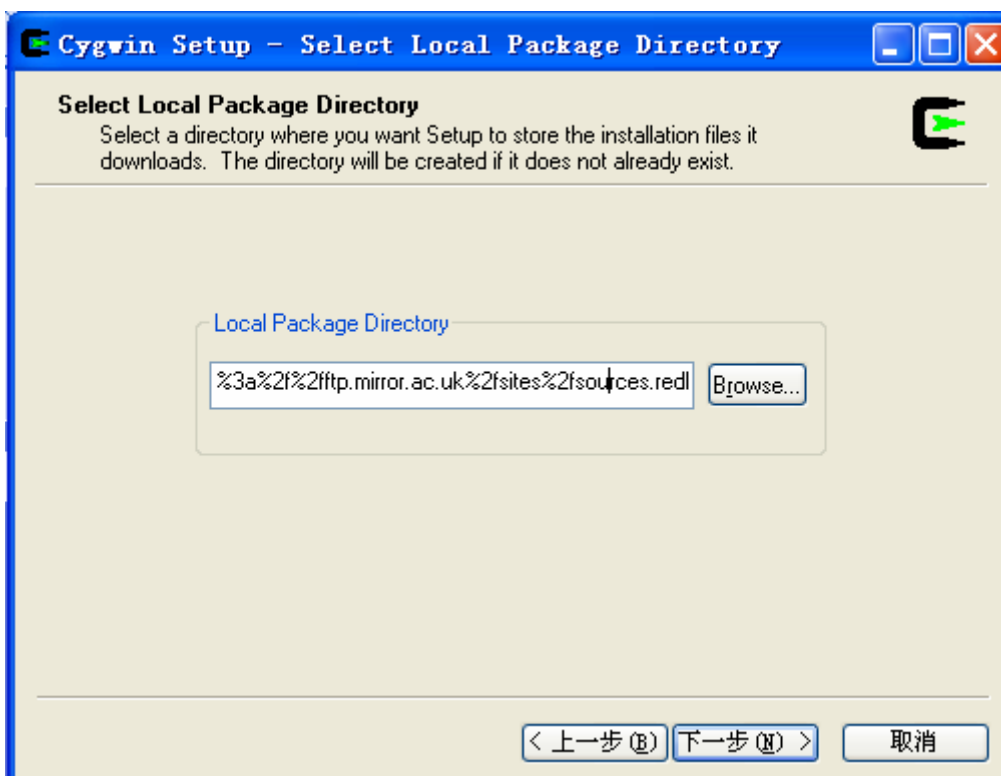 Cygwin Setup - Select Local Package Directory
Select Local Package Directory
Select a directory where you want Setup to store the installation files it
downloads.  The directory will be created if it does not already exist.
Local Package Directory
%3a%2f%2fftp.mirror.ac.uk%2fsites%2fsources.redl
Browse...
< 上一步(B)
下一步(N) >
取消